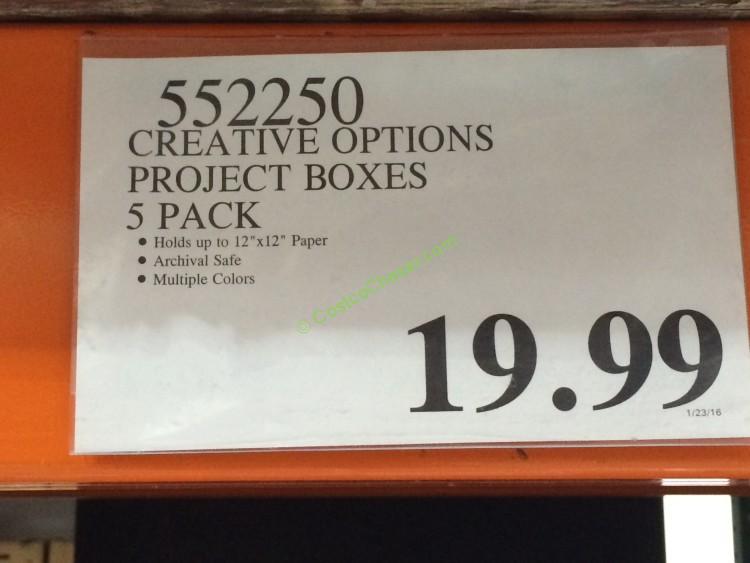 552250
CREATIVE OPTIONS
PROJECT BOXES
5 PACK
• Holds up to 12"x12" Paper
• Archival Safe
• Multiple Colors
© CostcoChaser.com
19.99
1/23/16